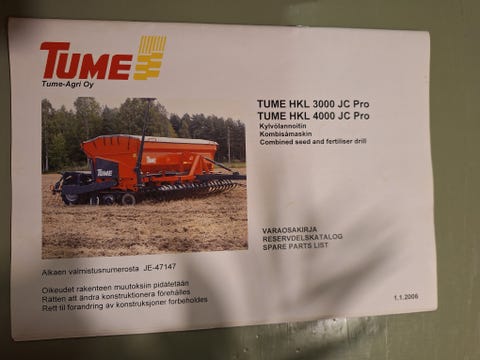 TUME
Tume-Agri Oy
TUME HKL 3000 JC Pro
TUME HKL 4000 JC Pro
Kylvölannoitin
Kombisåmaskin
Combined seed and fertiliser drill
TUME
VARAOSAKIRJA
RESERVDELSKATALOG
SPARE PARTS LIST
Alkaen valmistusnumerosta JE-47147
Oikeudet rakenteen muutoksiin pidätetään
Rätten att ändra konstruktionera förehålles
Rett til forandring av konstruksjoner forbeholdes
1.1.2006